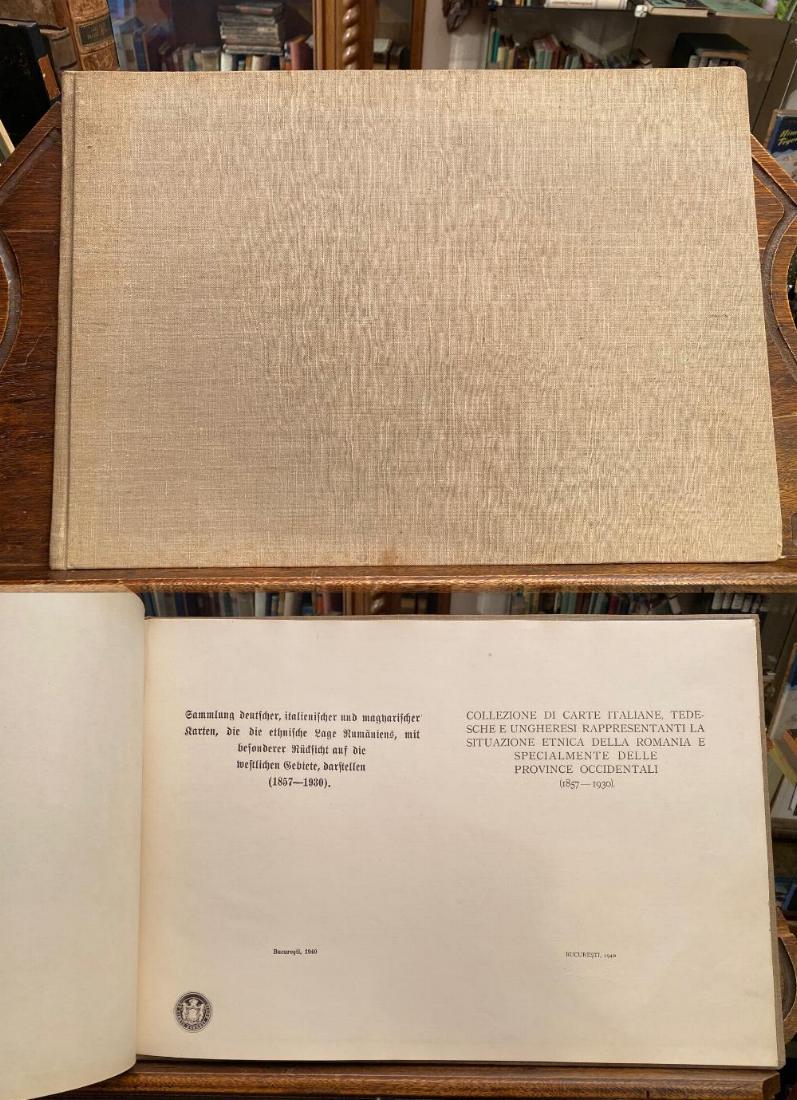 Sammlung deutscher, italienischer und magyarischer
Karten, die die ethnische Lage Rumäniens, mit
besonderer Rücksicht auf die
westlichen Gebiete, darstellen
(1857—1930).
București, 1940
COLLEZIONE DI CARTE ITALIANE, TEDE-
SCHE E UNGHERESI RAPPRESENTANTI LA
SITUAZIONE ETNICA DELLA ROMANIA E
SPECIALMENTE DELLE
PROVINCE OCCIDENTALI
(1857—1930)
BUCUREȘTI, 1940